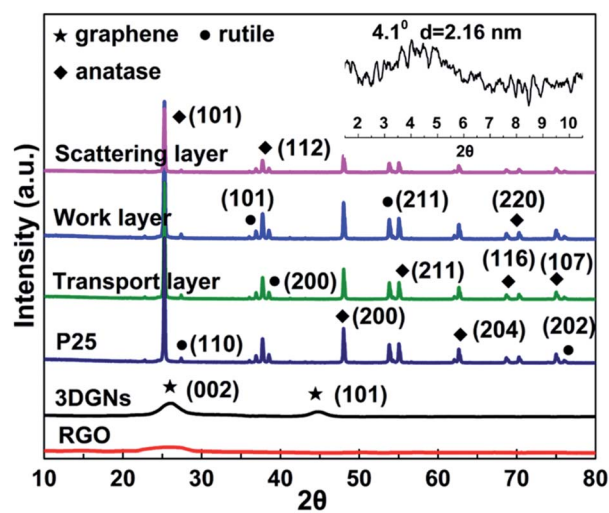 ★ graphene ● rutile
◆ anatase
4.1⁰ d=2.16 nm
2 3 4 5 6 7 8 9 10
2θ
◆ (101)
Scattering layer
◆ (112)
Work layer
(101)
● (211)
(220)
◆
Transport layer
● (200)
◆ (211)
(116)
◆
(107)
◆
P25
● (110)
◆ (200)
◆ (204)
(202)
●
3DGNs
★ (002)
★ (101)
RGO
10 20 30 40 50 60 70 80
2θ
Intensity (a.u.)